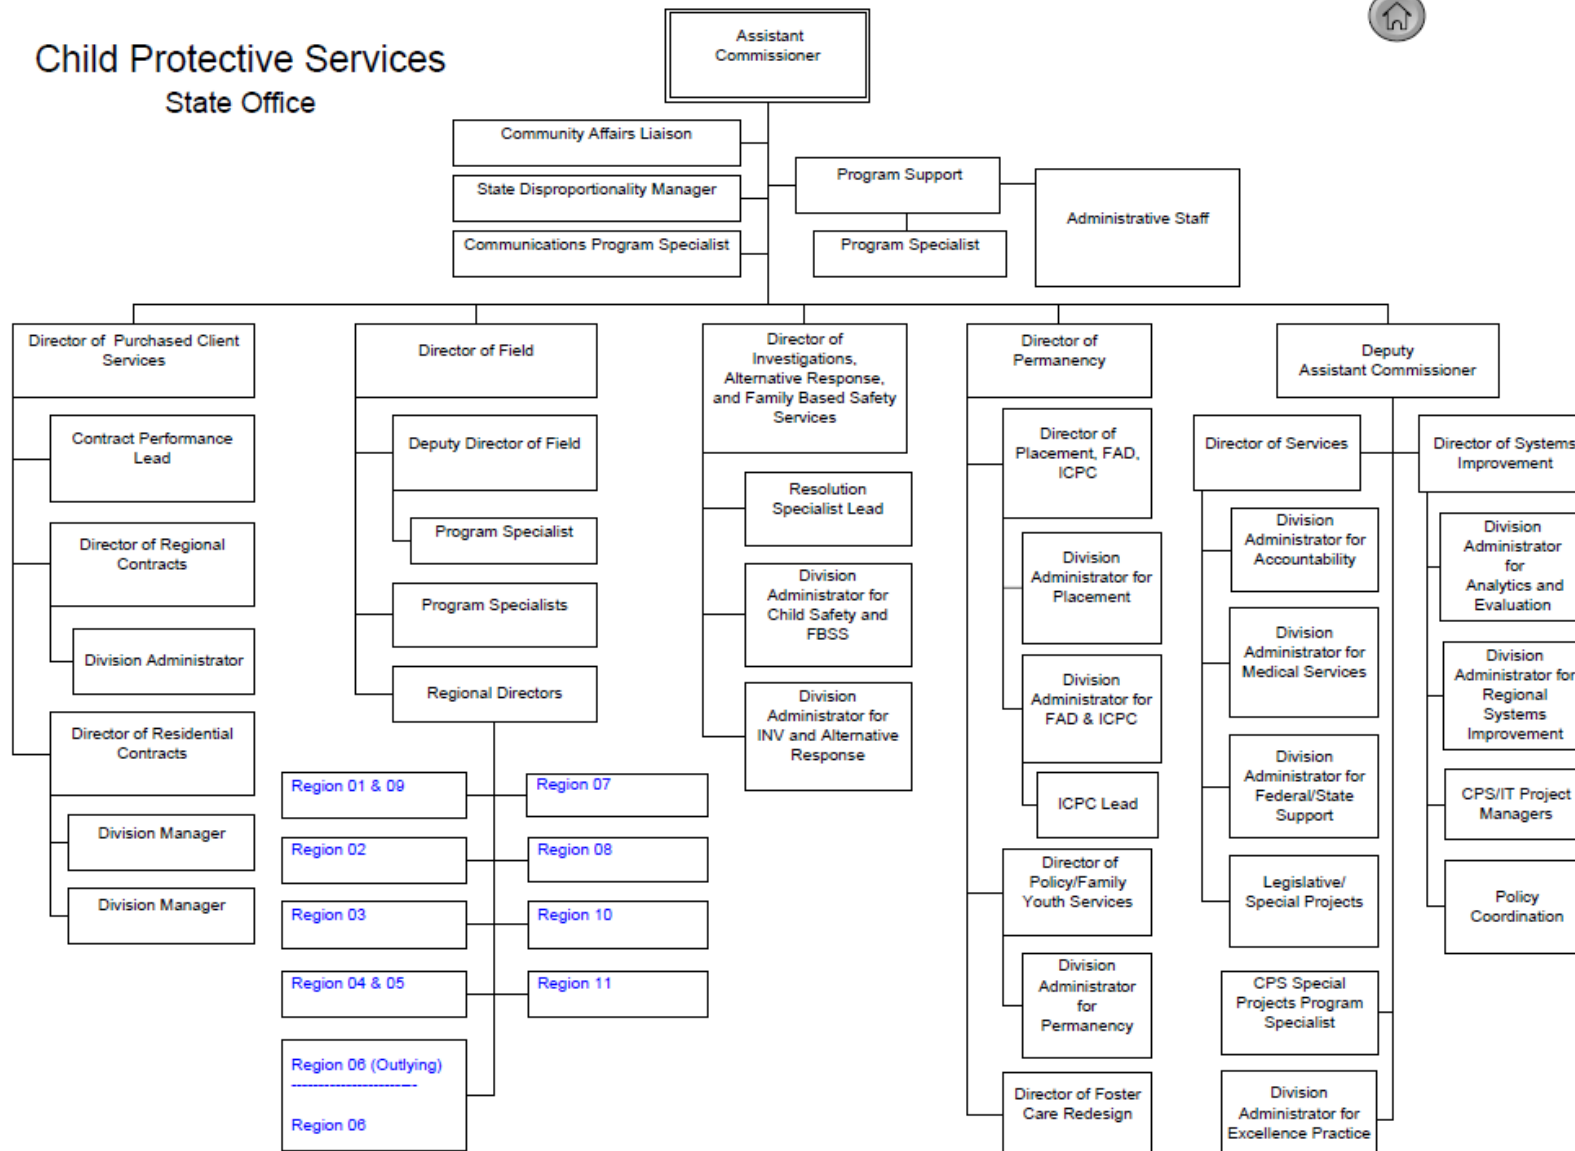 Child Protective Services
State Office
Assistant
Commissioner
Community Affairs Liaison
State Disproportionality Manager
Communications Program Specialist
Program Support
Program Specialist
Administrative Staff
Director of Purchased Client
Services
Contract Performance
Lead
Director of Regional
Contracts
Division Administrator
Director of Residential
Contracts
Division Manager
Division Manager
Director of Field
Deputy Director of Field
Program Specialist
Program Specialists
Regional Directors
Region 01 & 09
Region 07
Region 02
Region 08
Region 03
Region 10
Region 04 & 05
Region 11
Region 06 (Outlying)
------------------------
Region 06
Director of
Investigations,
Alternative Response,
and Family Based Safety
Services
Resolution
Specialist Lead
Division
Administrator for
Child Safety and
FBSS
Division
Administrator for
INV and Alternative
Response
Director of
Permanency
Director of
Placement, FAD,
ICPC
Division
Administrator for
Placement
Division
Administrator for
FAD & ICPC
ICPC Lead
Director of
Policy/Family
Youth Services
Division
Administrator
for
Permanency
Director of Foster
Care Redesign
Deputy
Assistant Commissioner
Director of Services
Division
Administrator for
Accountability
Division
Administrator for
Medical Services
Division
Administrator for
Federal/State
Support
Legislative/
Special Projects
CPS Special
Projects Program
Specialist
Division
Administrator for
Excellence Practice
Director of Systems
Improvement
Division
Administrator
for
Analytics and
Evaluation
Division
Administrator for
Regional
Systems
Improvement
CPS/IT Project
Managers
Policy
Coordination